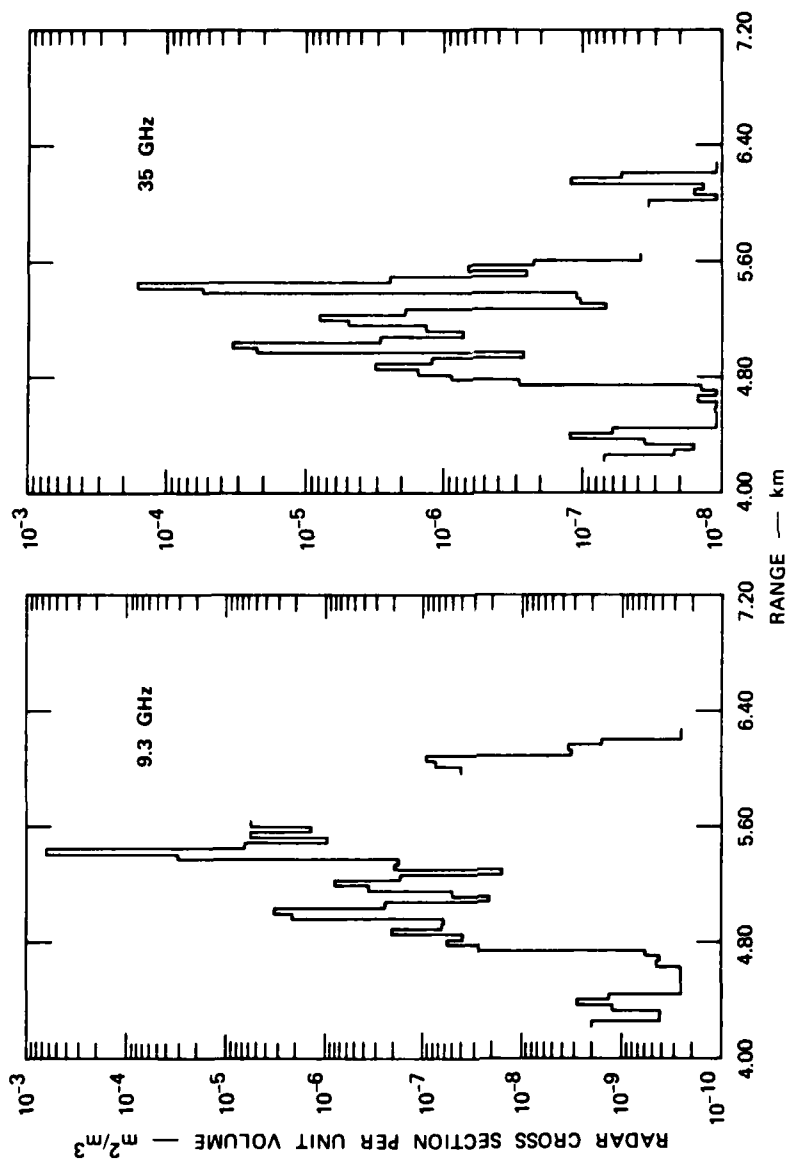 RADAR CROSS SECTION PER UNIT VOLUME — m²/m³
9.3 GHz
10⁻³
10⁻⁴
10⁻⁵
10⁻⁶
10⁻⁷
10⁻⁸
10⁻⁹
10⁻¹⁰
4.00 4.80 5.60 6.40 7.20
35 GHz
10⁻³
10⁻⁴
10⁻⁵
10⁻⁶
10⁻⁷
10⁻⁸
4.00 4.80 5.60 6.40 7.20
RANGE — km